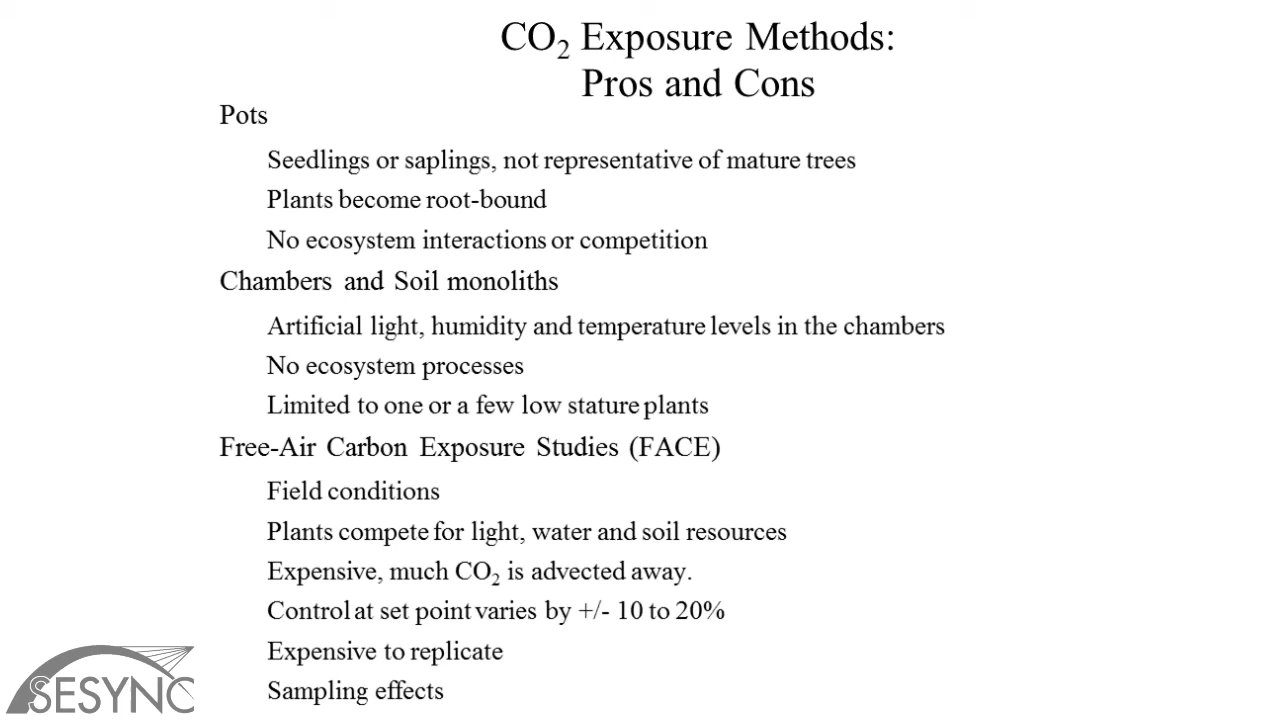 CO₂ Exposure Methods:
Pros and Cons
Pots
Seedlings or saplings, not representative of mature trees
Plants become root-bound
No ecosystem interactions or competition
Chambers and Soil monoliths
Artificial light, humidity and temperature levels in the chambers
No ecosystem processes
Limited to one or a few low stature plants
Free-Air Carbon Exposure Studies (FACE)
Field conditions
Plants compete for light, water and soil resources
Expensive, much CO₂ is advected away.
Control at set point varies by +/- 10 to 20%
Expensive to replicate
Sampling effects
SESYNC